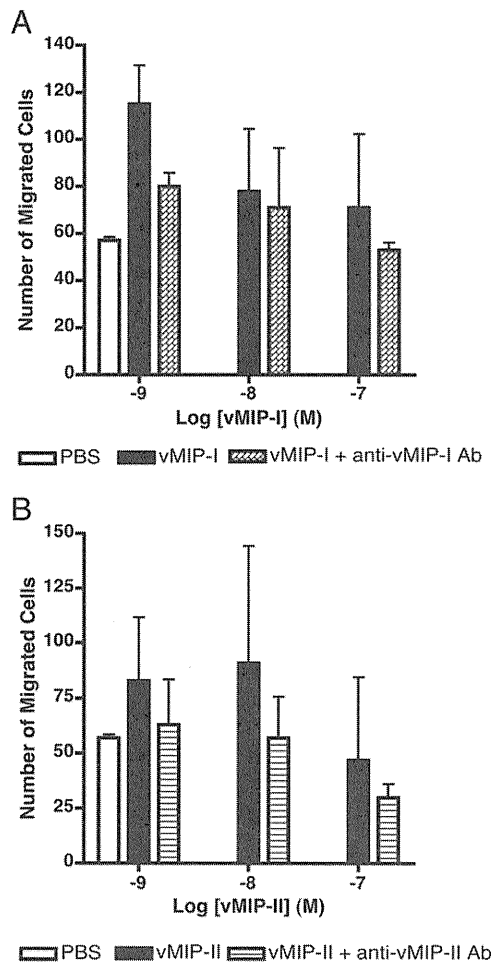 A
Number of Migrated Cells
140
120
100
80
60
40
20
0
-9 -8 -7
Log [vMIP-I] (M)
PBS vMIP-I vMIP-I + anti-vMIP-I Ab
B
Number of Migrated Cells
150
125
100
75
50
25
0
-9 -8 -7
Log [vMIP-II] (M)
PBS vMIP-II vMIP-II + anti-vMIP-II Ab